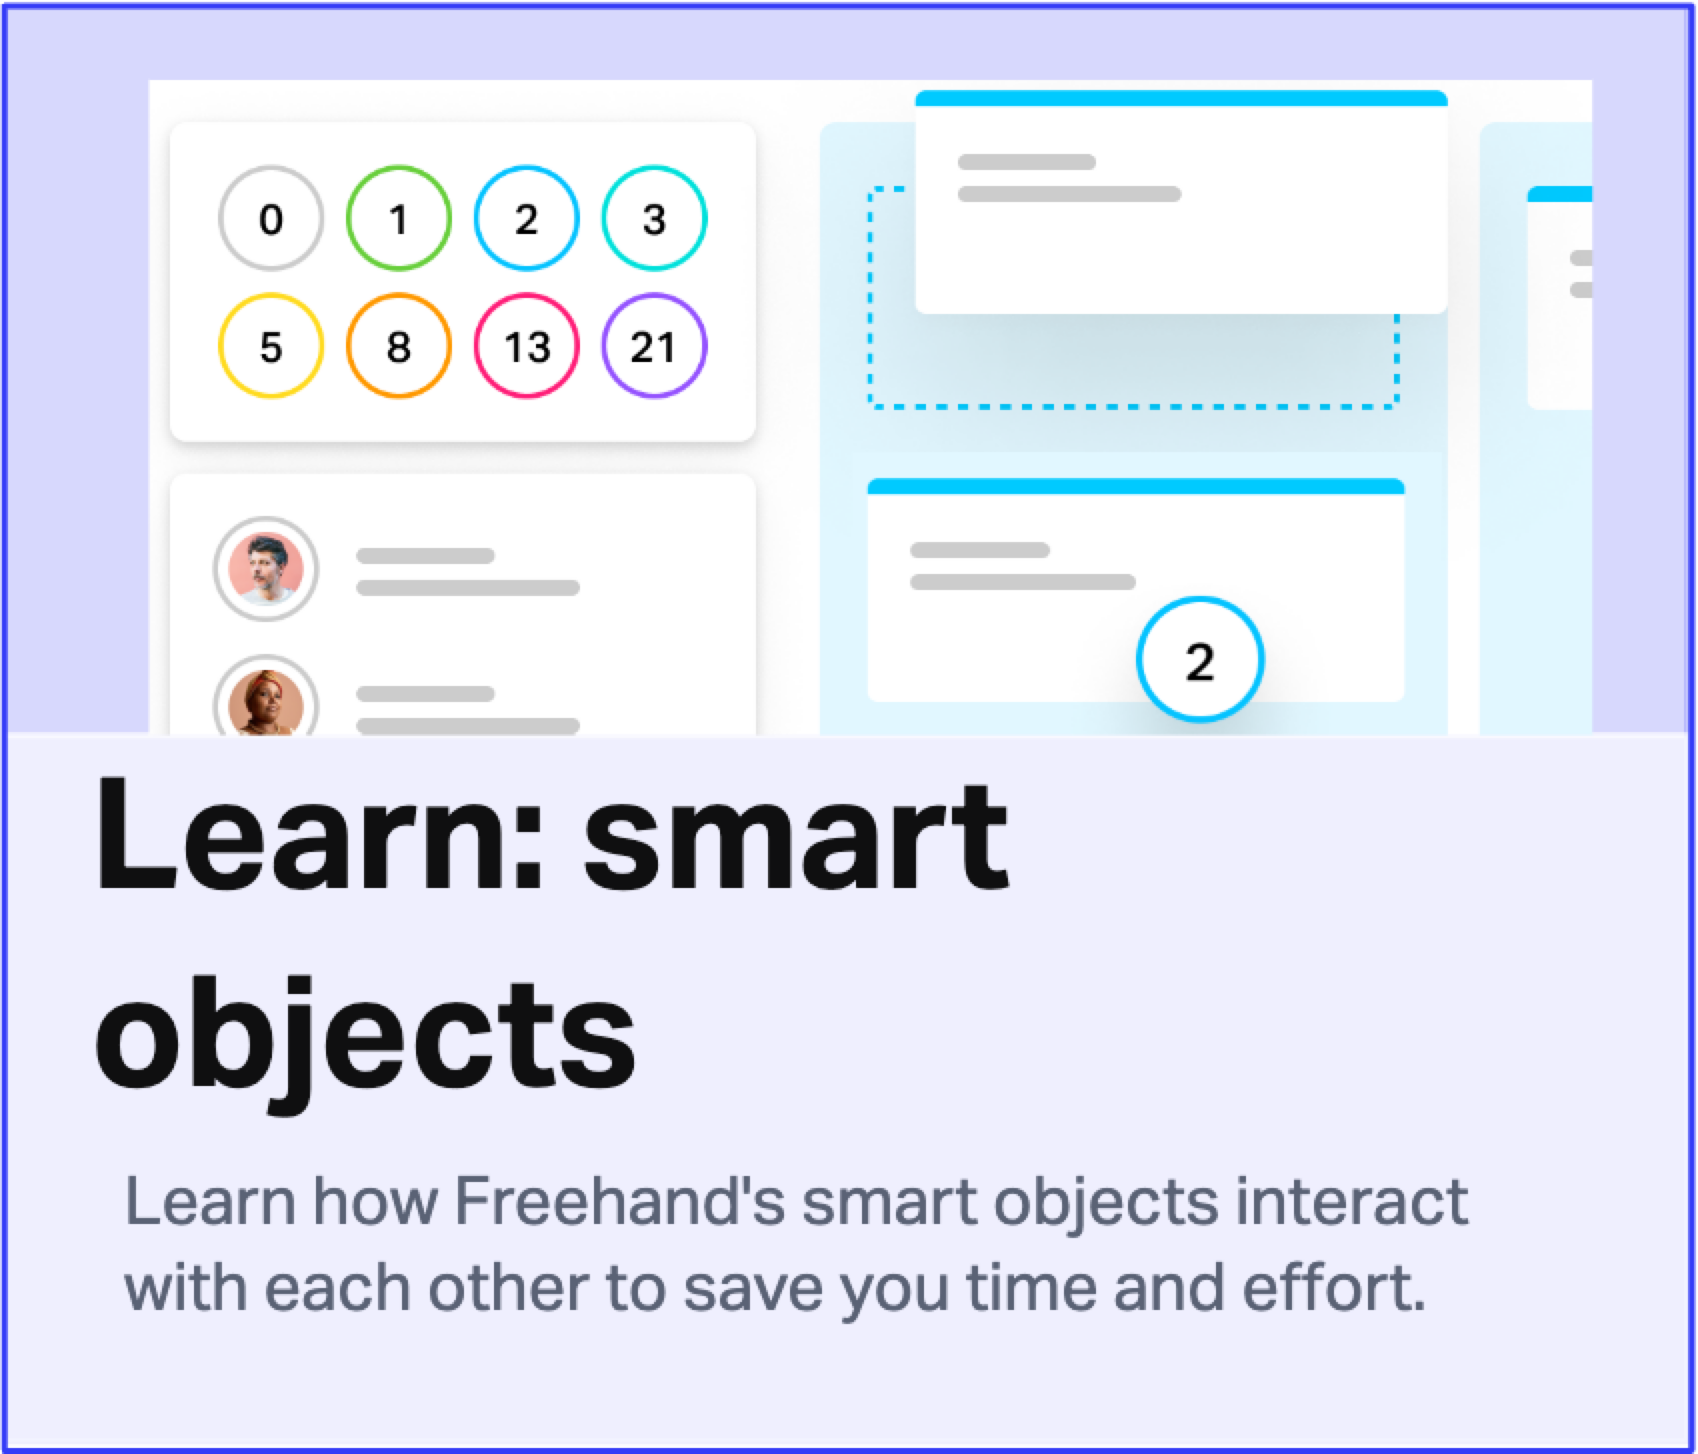 0 1 2 3
5 8 13 21
2
Learn: smart
objects
Learn how Freehand's smart objects interact
with each other to save you time and effort.